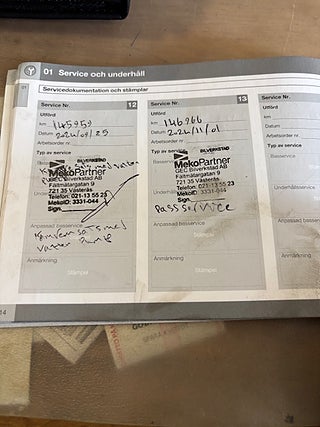 01 Service och underhåll
01
Servicedokumentation och stämplar
Service Nr. 12
Utförd
km 145959
Datum
Arbetsorder nr.
Typ av service
BILVERKSTAD
MekoPartner
GEC Bilverkstad AB
Fältmätargatan 9
721 35 Västerås
Telefon: 021-13 55 23
MekoID: 3331-044
Sign
Anpassad basservice
Anmärkning
Stämpel
Service Nr. 13
Utförd
km 146966
Datum 2024/11/01
Arbetsorder nr.
Typ av service
Basservice
BILVERKSTAD
MekoPartner
GEC Bilverkstad AB
Fältmätargatan 9
721 35 Västerås
Telefon: 021-13 55 23
MekoID: 3331-044
Sign
Pass service
Anpassad basservice
Anmärkning
Stämpel
Service Nr.
Utförd
km
Datum
Arbetsorder nr.
Typ av service
Basservice
Underhållsservice
Anpassad basservice
Anmärkning
14